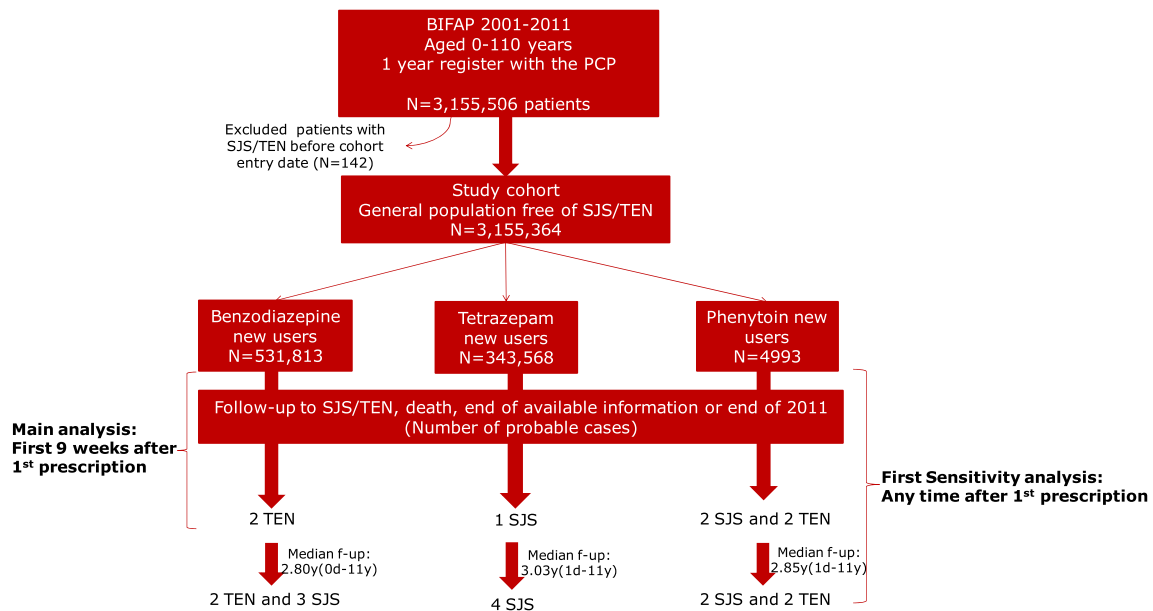 BIFAP 2001-2011
Aged 0-110 years
1 year register with the PCP
N=3,155,506 patients
Excluded patients with
SJS/TEN before cohort
entry date (N=142)
Study cohort
General population free of SJS/TEN
N=3,155,364
Benzodiazepine
new users
N=531,813
Tetrazepam
new users
N=343,568
Phenytoin new
users
N=4993
Follow-up to SJS/TEN, death, end of available information or end of 2011
(Number of probable cases)
Main analysis:
First 9 weeks after
1st prescription
First Sensitivity analysis:
Any time after 1st prescription
2 TEN
1 SJS
2 SJS and 2 TEN
Median f-up:
2.80y(0d-11y)
Median f-up:
3.03y(1d-11y)
Median f-up:
2.85y(1d-11y)
2 TEN and 3 SJS
4 SJS
2 SJS and 2 TEN